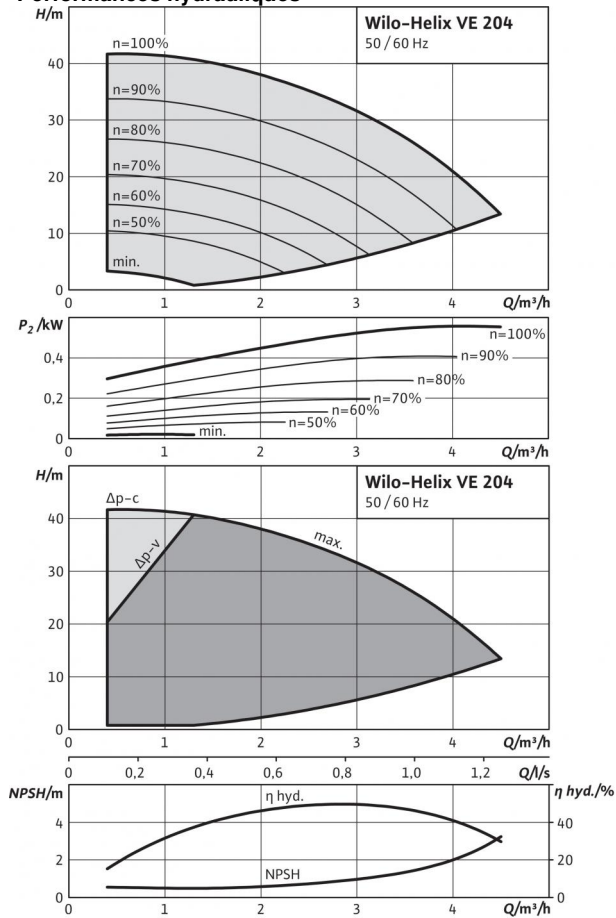 Performances hydrauliques
H/m
Wilo-Helix VE 204
50 / 60 Hz
n=100%
40
n=90%
30
n=80%
n=70%
20
n=60%
n=50%
10
min.
0
0 1 2 3 4 Q/m³/h
P2 /kW
n=100%
0,4
n=90%
n=80%
0,2
n=70%
n=60%
n=50%
min.
0
0 1 2 3 4 Q/m³/h
H/m
Wilo-Helix VE 204
50 / 60 Hz
Δp-c
40
max.
Δp-v
30
20
10
0
0 1 2 3 4 Q/m³/h
0 0,2 0,4 0,6 0,8 1,0 1,2 Q/l/s
NPSH/m
η hyd./%
η hyd.
4 40
2 20
NPSH
0 0
0 1 2 3 4 Q/m³/h